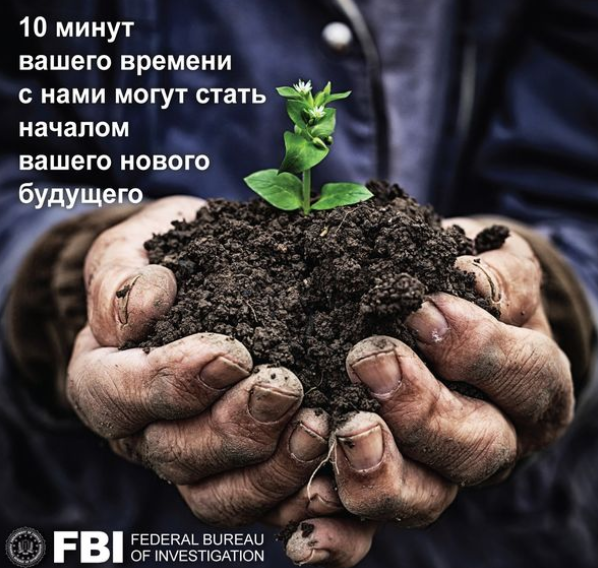 10 минут
вашего времени
с нами могут стать
началом
вашего нового
будущего
FBI
FEDERAL BUREAU
OF INVESTIGATION